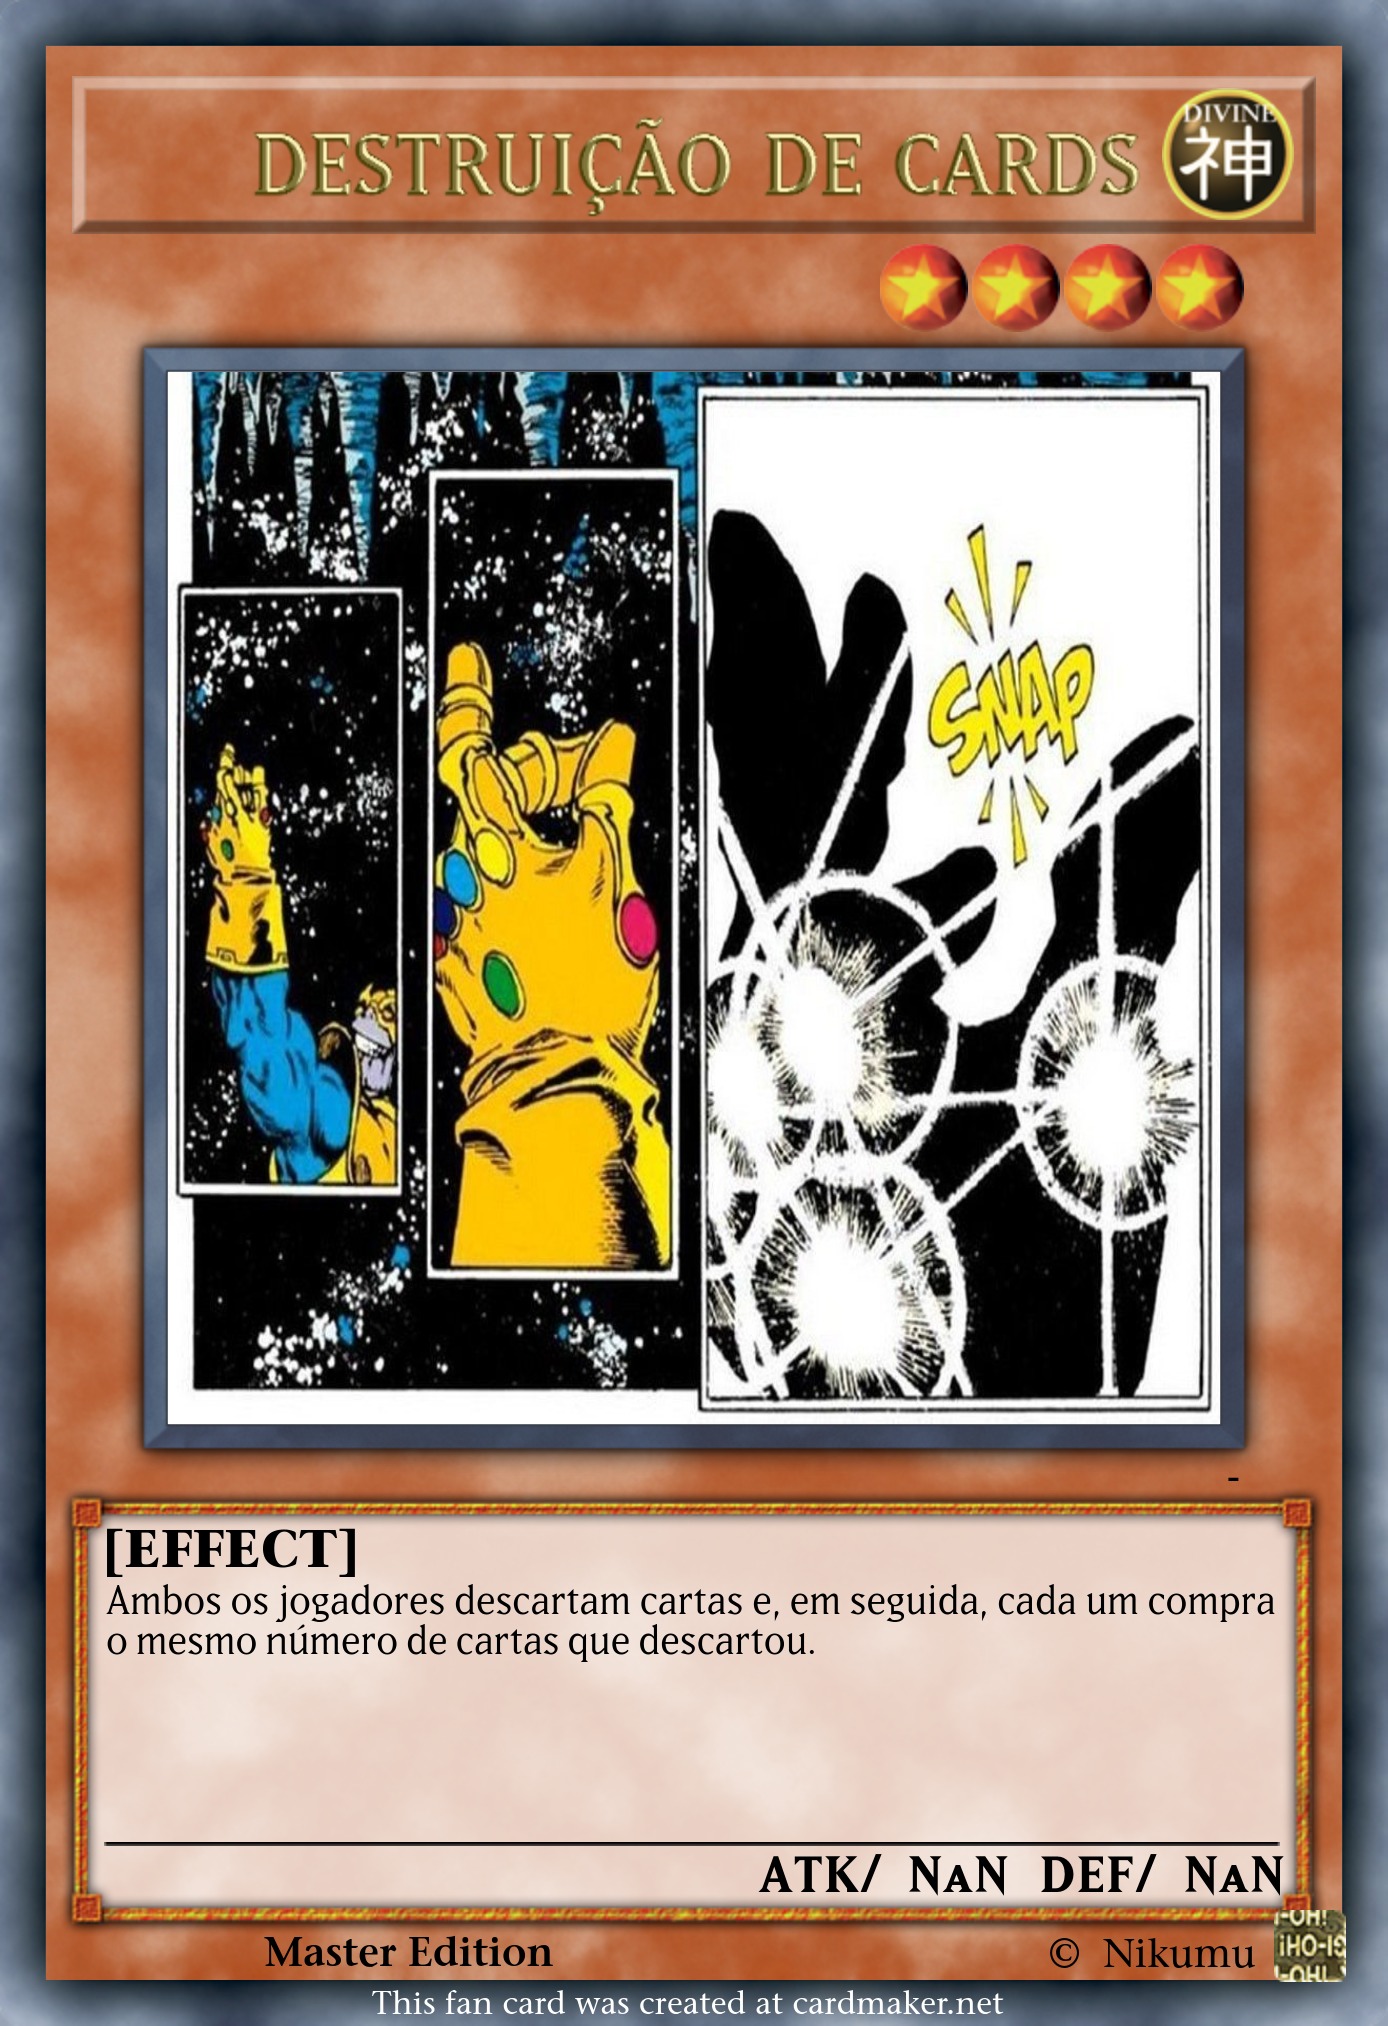 DESTRUIÇÃO DE CARDS
DIVINE
神
SNAP
-
[EFFECT]
Ambos os jogadores descartam cartas e, em seguida, cada um compra
o mesmo número de cartas que descartou.
ATK/ NaN DEF/ NaN
Master Edition
© Nikumu
This fan card was created at cardmaker.net